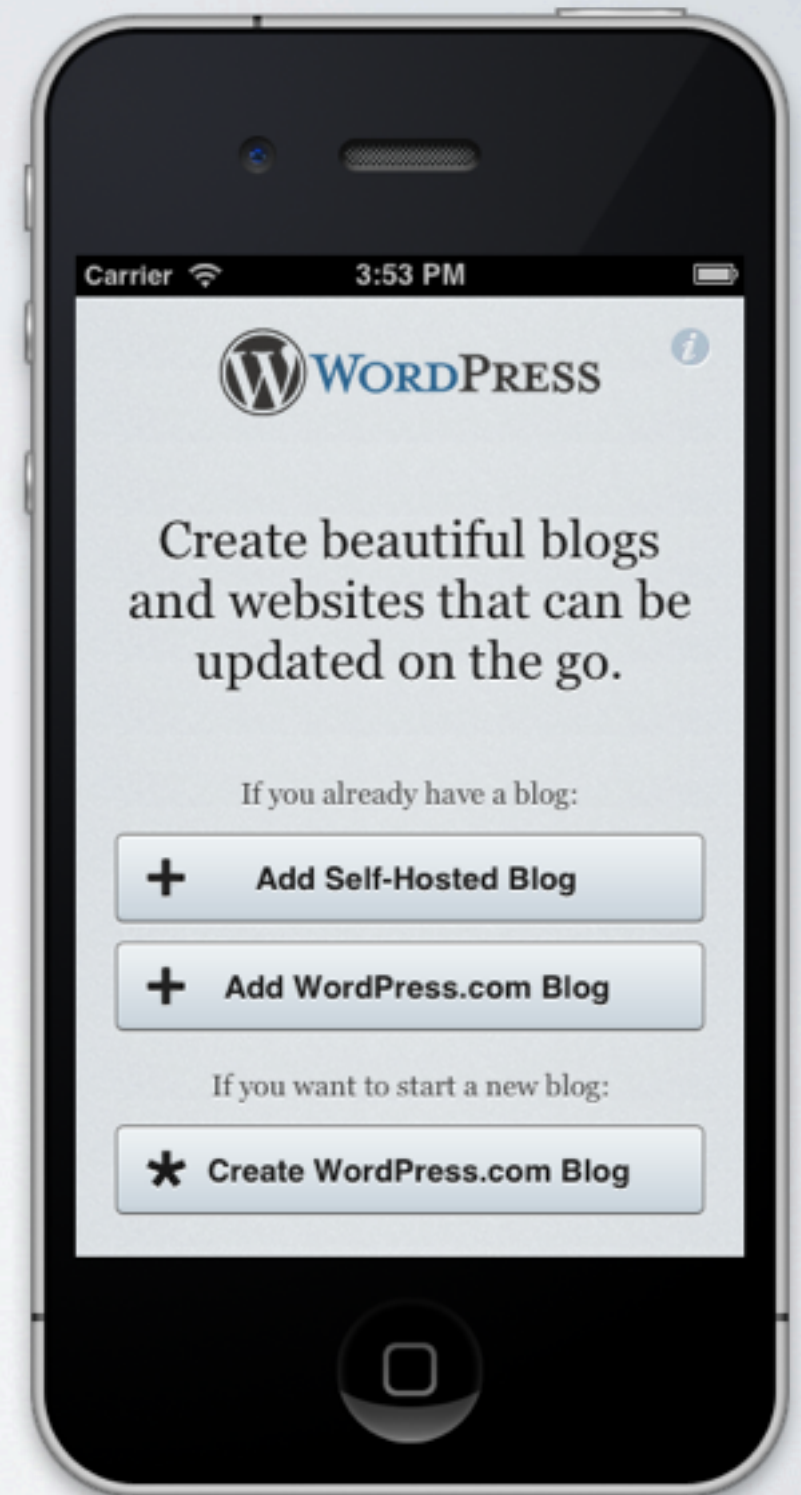 Carrier 3:53 PM
WORDPRESS
Create beautiful blogs
and websites that can be
updated on the go.
If you already have a blog:
+ Add Self-Hosted Blog
+ Add WordPress.com Blog
If you want to start a new blog:
* Create WordPress.com Blog